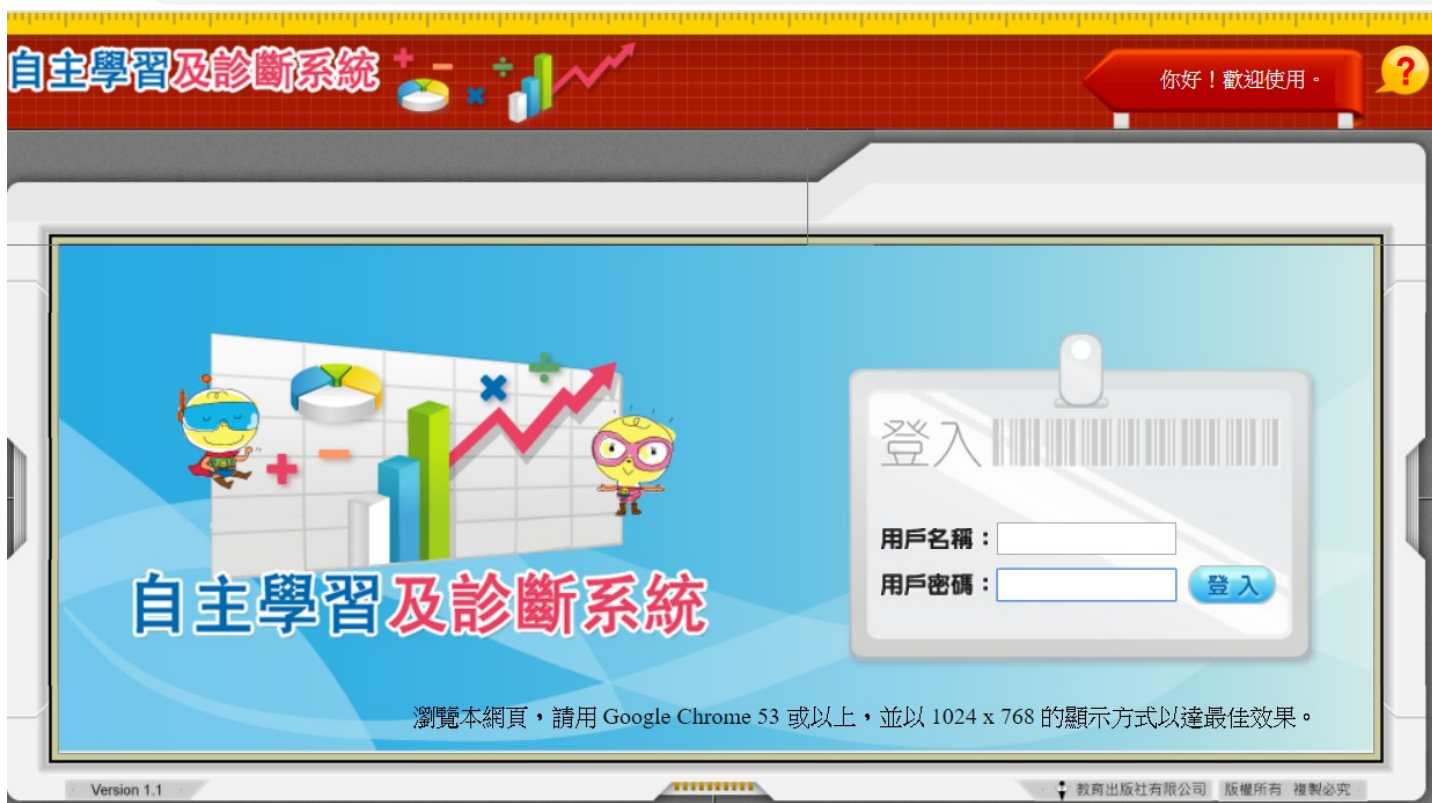 自主學習及診斷系統
你好！歡迎使用。
?
登入
用戶名稱：
用戶密碼：
登入
自主學習及診斷系統
瀏覽本網頁，請用 Google Chrome 53 或以上，並以 1024 x 768 的顯示方式以達最佳效果。
Version 1.1
教育出版社有限公司 版權所有 複製必究